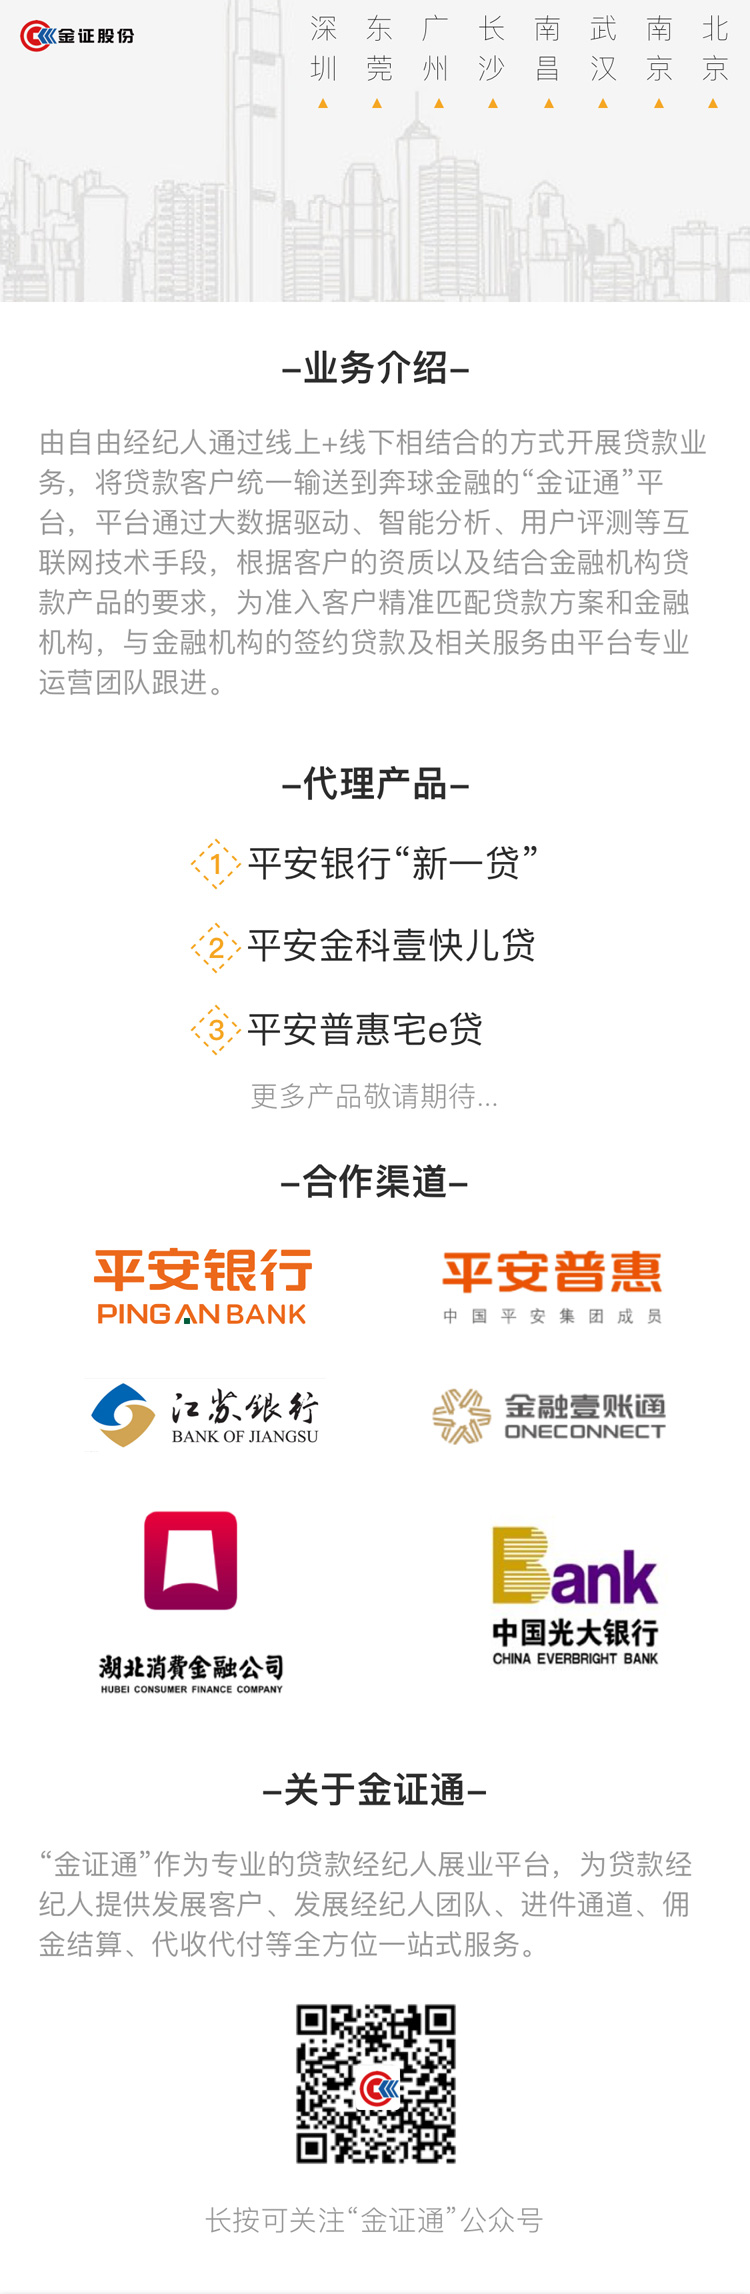 金证股份
深圳
东莞
广州
长沙
南昌
武汉
南京
北京
–业务介绍–
由自由经纪人通过线上+线下相结合的方式开展贷款业
务，将贷款客户统一输送到奔球金融的“金证通”平
台，平台通过大数据驱动、智能分析、用户评测等互
联网技术手段，根据客户的资质以及结合金融机构贷
款产品的要求，为准入客户精准匹配贷款方案和金融
机构，与金融机构的签约贷款及相关服务由平台专业
运营团队跟进。
–代理产品–
1 平安银行“新一贷”
2 平安金科壹快儿贷
3 平安普惠宅e贷
更多产品敬请期待...
–合作渠道–
平安银行
PING AN BANK
平安普惠
中国平安集团成员
江苏银行
BANK OF JIANGSU
金融壹账通
ONECONNECT
湖北消費金融公司
HUBEI CONSUMER FINANCE COMPANY
Bank
中国光大银行
CHINA EVERBRIGHT BANK
–关于金证通–
“金证通”作为专业的贷款经纪人展业平台，为贷款经
纪人提供发展客户、发展经纪人团队、进件通道、佣
金结算、代收代付等全方位一站式服务。
长按可关注“金证通”公众号